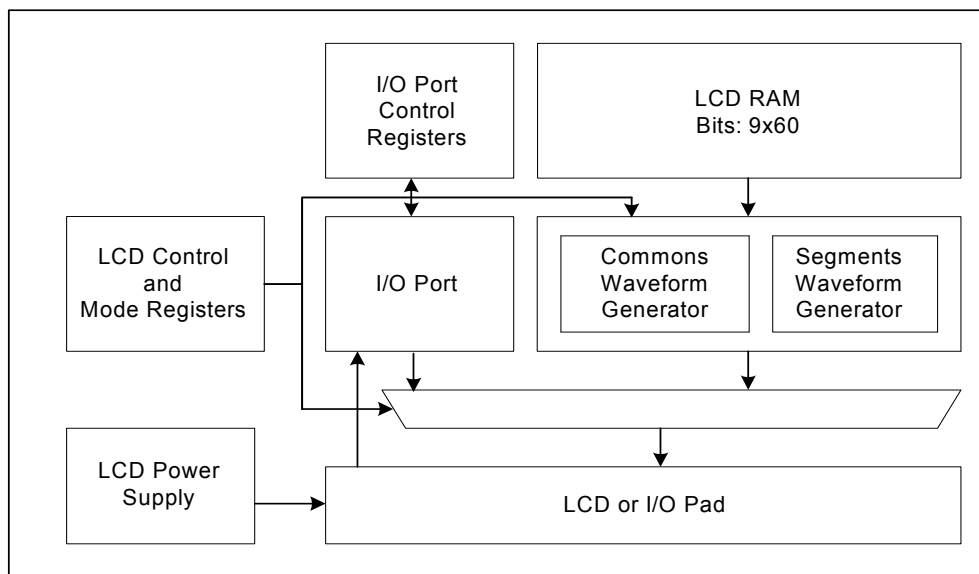 I/O Port
Control
Registers
LCD RAM
Bits: 9x60
LCD Control
and
Mode Registers
I/O Port
Commons
Waveform
Generator
Segments
Waveform
Generator
LCD Power
Supply
LCD or I/O Pad